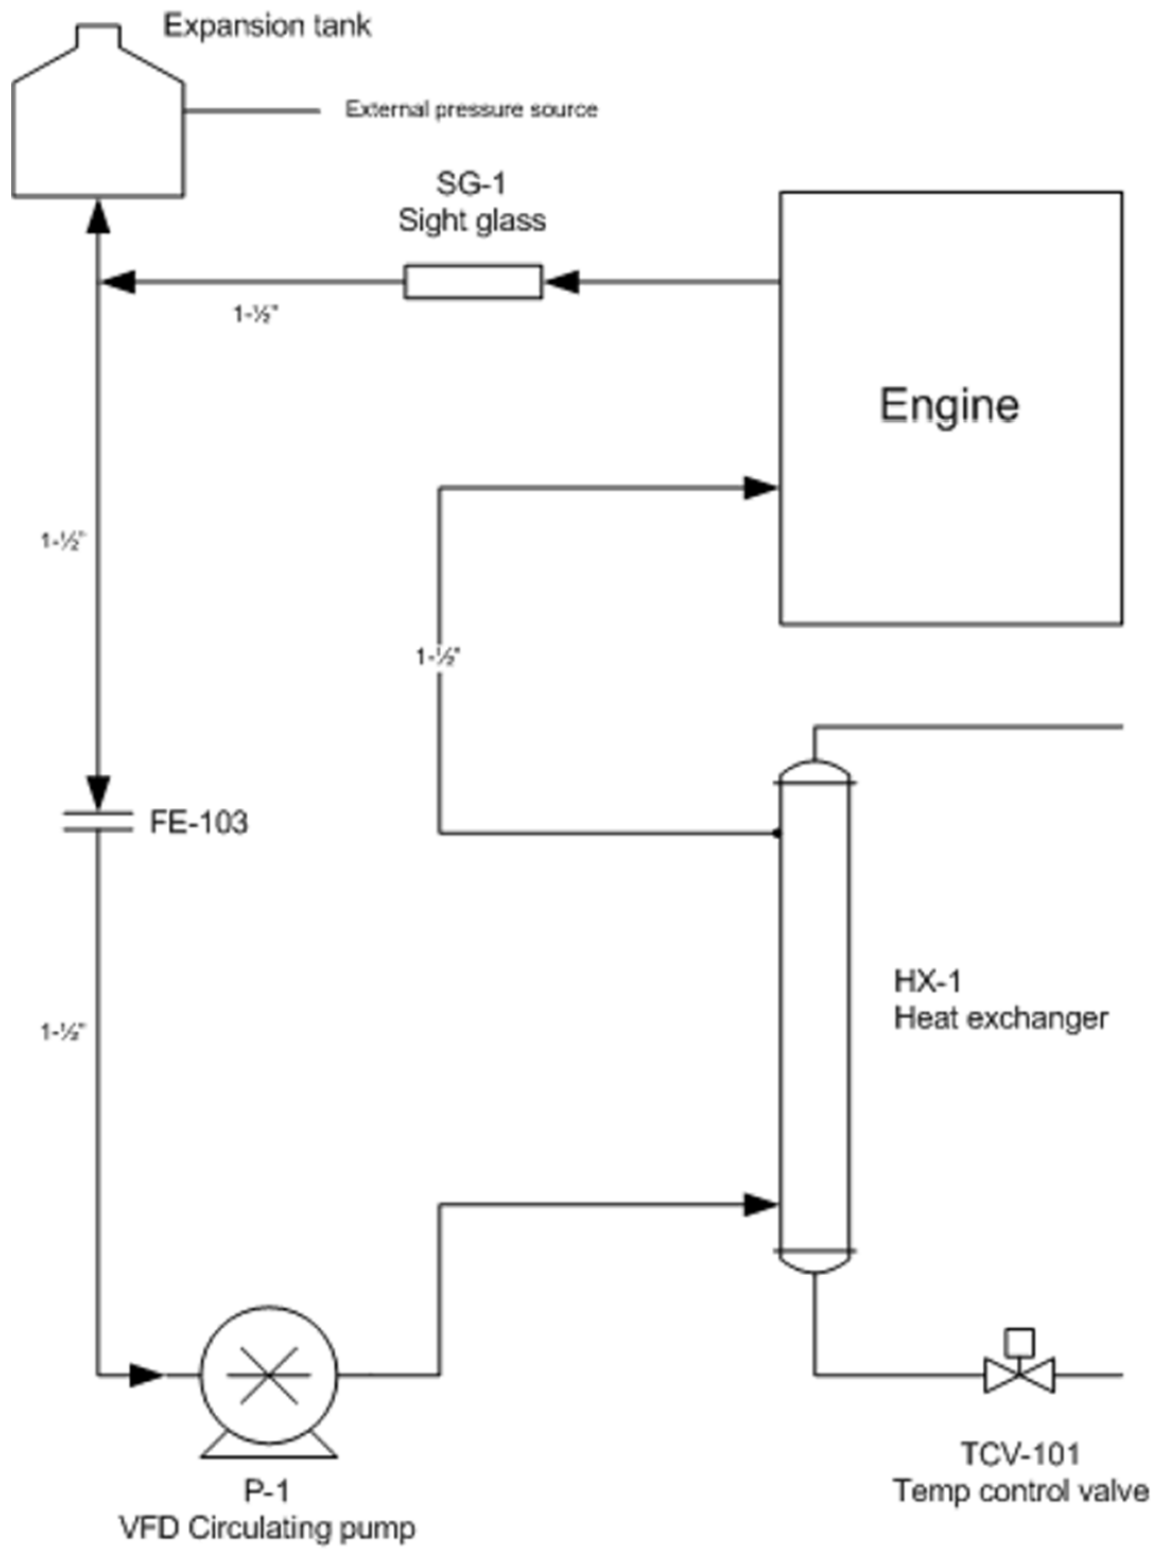 Expansion tank
External pressure source
SG-1
Sight glass
1-½"
Engine
1-½"
1-½"
FE-103
HX-1
Heat exchanger
1-½"
TCV-101
Temp control valve
P-1
VFD Circulating pump